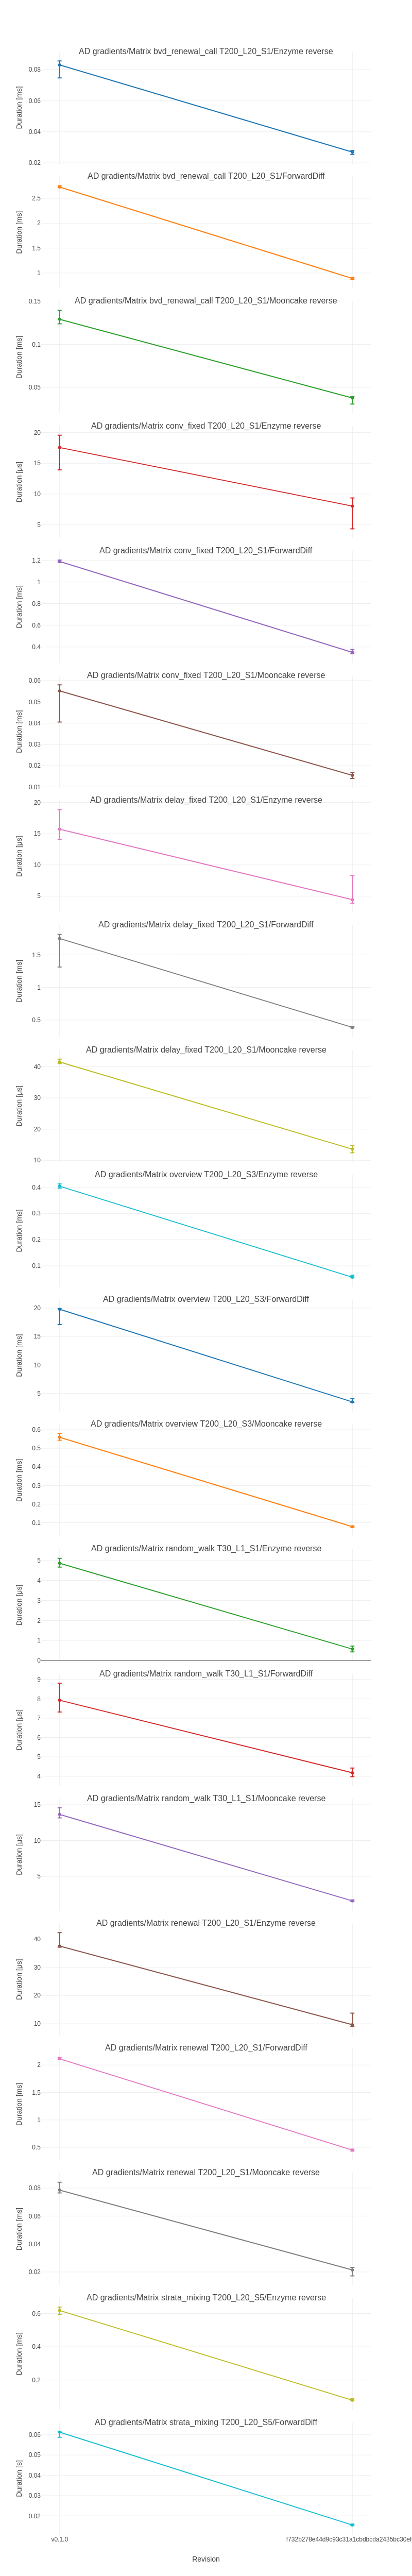 AD gradients/Matrix bvd_renewal_call T200_L20_S1/Enzyme reverse
Duration [ms]
0.08
0.06
0.04
0.02
AD gradients/Matrix bvd_renewal_call T200_L20_S1/ForwardDiff
Duration [ms]
2.5
2
1.5
1
AD gradients/Matrix bvd_renewal_call T200_L20_S1/Mooncake reverse
Duration [ms]
0.15
0.1
0.05
AD gradients/Matrix conv_fixed T200_L20_S1/Enzyme reverse
Duration [µs]
20
15
10
5
AD gradients/Matrix conv_fixed T200_L20_S1/ForwardDiff
Duration [ms]
1.2
1
0.8
0.6
0.4
AD gradients/Matrix conv_fixed T200_L20_S1/Mooncake reverse
Duration [ms]
0.06
0.05
0.04
0.03
0.02
0.01
AD gradients/Matrix delay_fixed T200_L20_S1/Enzyme reverse
Duration [µs]
20
15
10
5
AD gradients/Matrix delay_fixed T200_L20_S1/ForwardDiff
Duration [ms]
1.5
1
0.5
AD gradients/Matrix delay_fixed T200_L20_S1/Mooncake reverse
Duration [µs]
40
30
20
10
AD gradients/Matrix overview T200_L20_S3/Enzyme reverse
Duration [ms]
0.4
0.3
0.2
0.1
AD gradients/Matrix overview T200_L20_S3/ForwardDiff
Duration [ms]
20
15
10
5
AD gradients/Matrix overview T200_L20_S3/Mooncake reverse
Duration [ms]
0.6
0.5
0.4
0.3
0.2
0.1
AD gradients/Matrix random_walk T30_L1_S1/Enzyme reverse
Duration [µs]
5
4
3
2
1
0
AD gradients/Matrix random_walk T30_L1_S1/ForwardDiff
Duration [µs]
9
8
7
6
5
4
AD gradients/Matrix random_walk T30_L1_S1/Mooncake reverse
Duration [µs]
15
10
5
AD gradients/Matrix renewal T200_L20_S1/Enzyme reverse
Duration [µs]
40
30
20
10
AD gradients/Matrix renewal T200_L20_S1/ForwardDiff
Duration [ms]
2
1.5
1
0.5
AD gradients/Matrix renewal T200_L20_S1/Mooncake reverse
Duration [ms]
0.08
0.06
0.04
0.02
AD gradients/Matrix strata_mixing T200_L20_S5/Enzyme reverse
Duration [ms]
0.6
0.4
0.2
AD gradients/Matrix strata_mixing T200_L20_S5/ForwardDiff
Duration [s]
0.06
0.05
0.04
0.03
0.02
v0.1.0
f732b278e44d9c93c31a1cbdbcda2435bc30ef
Revision